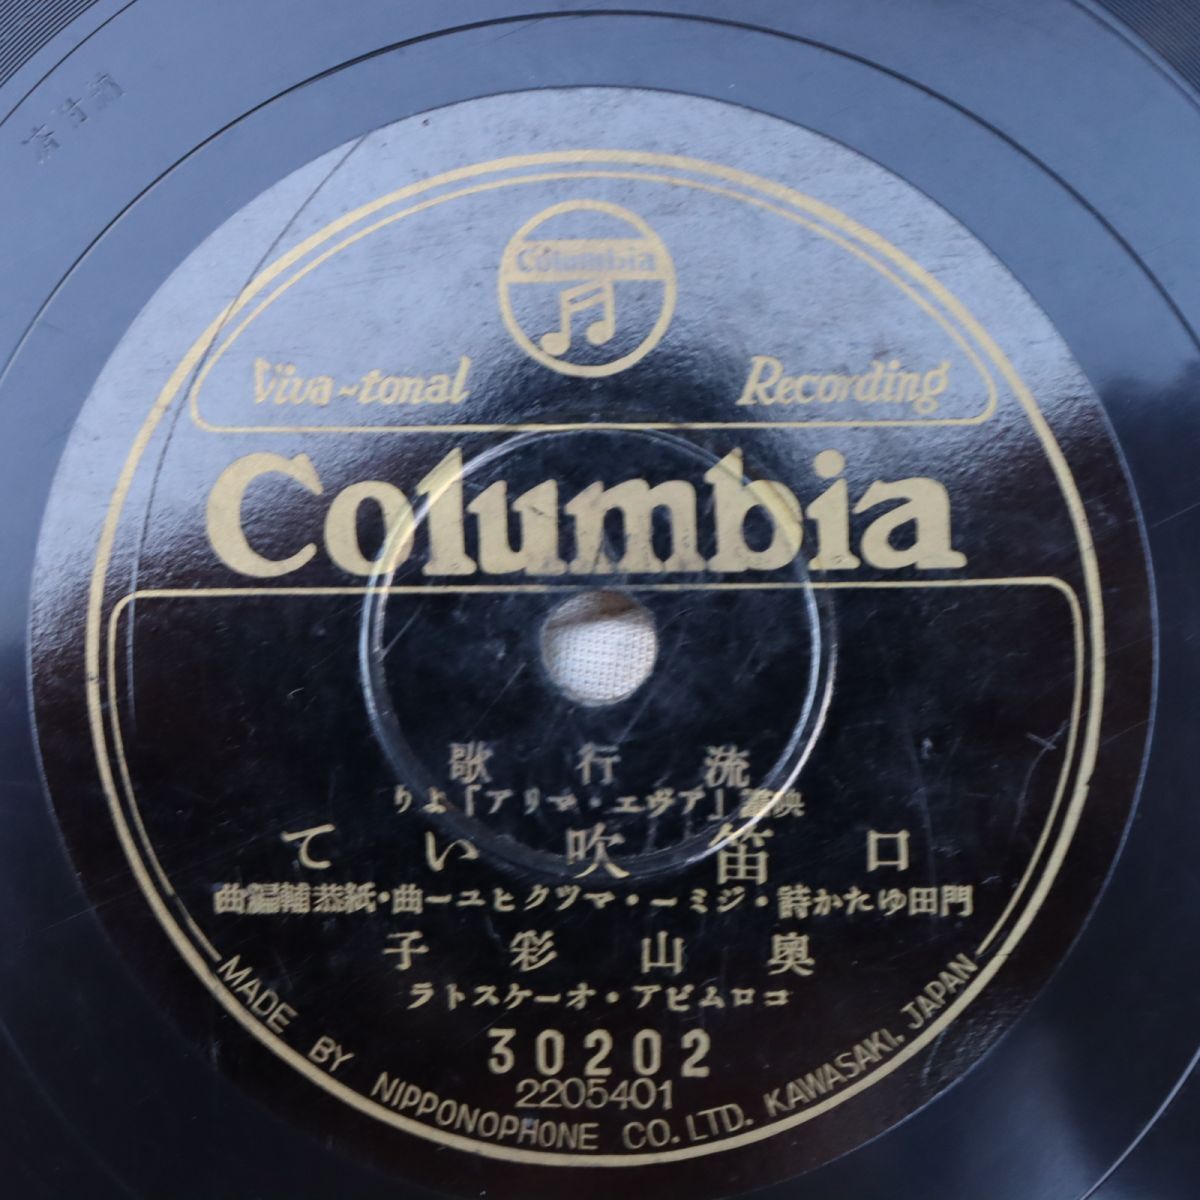 Columbia
Viva-tonal Recording
Columbia
流行歌
映畫「アヴエ・マリア」より
口笛吹いて
門田ゆたか詩・ジミー・マツクヒユー曲・紙恭輔編曲
奥山彩子
コロムビア・オーケストラ
30202
2205401
MADE BY NIPPONOPHONE CO. LTD. KAWASAKI, JAPAN